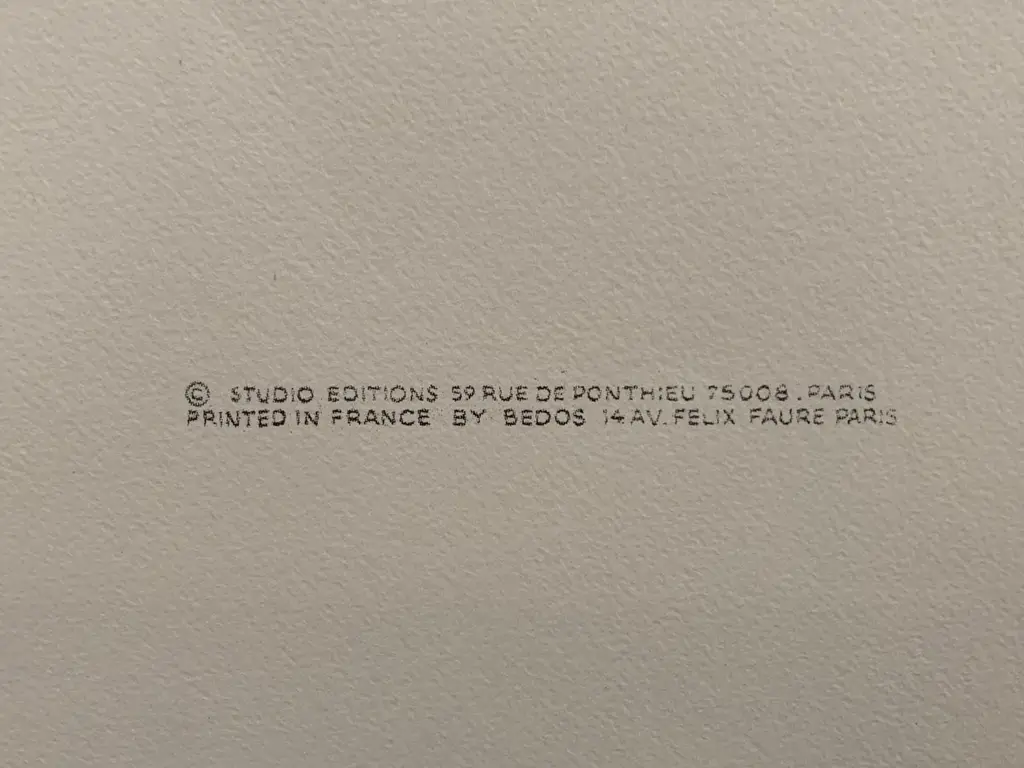 © STUDIO EDITIONS 59 RUE DE PONTHIEU 75008. PARIS
PRINTED IN FRANCE BY BEDOS 14 AV. FELIX FAURE PARIS